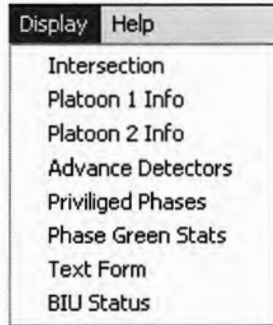 Display Help
Intersection
Platoon 1 Info
Platoon 2 Info
Advance Detectors
Priviliged Phases
Phase Green Stats
Text Form
BIU Status